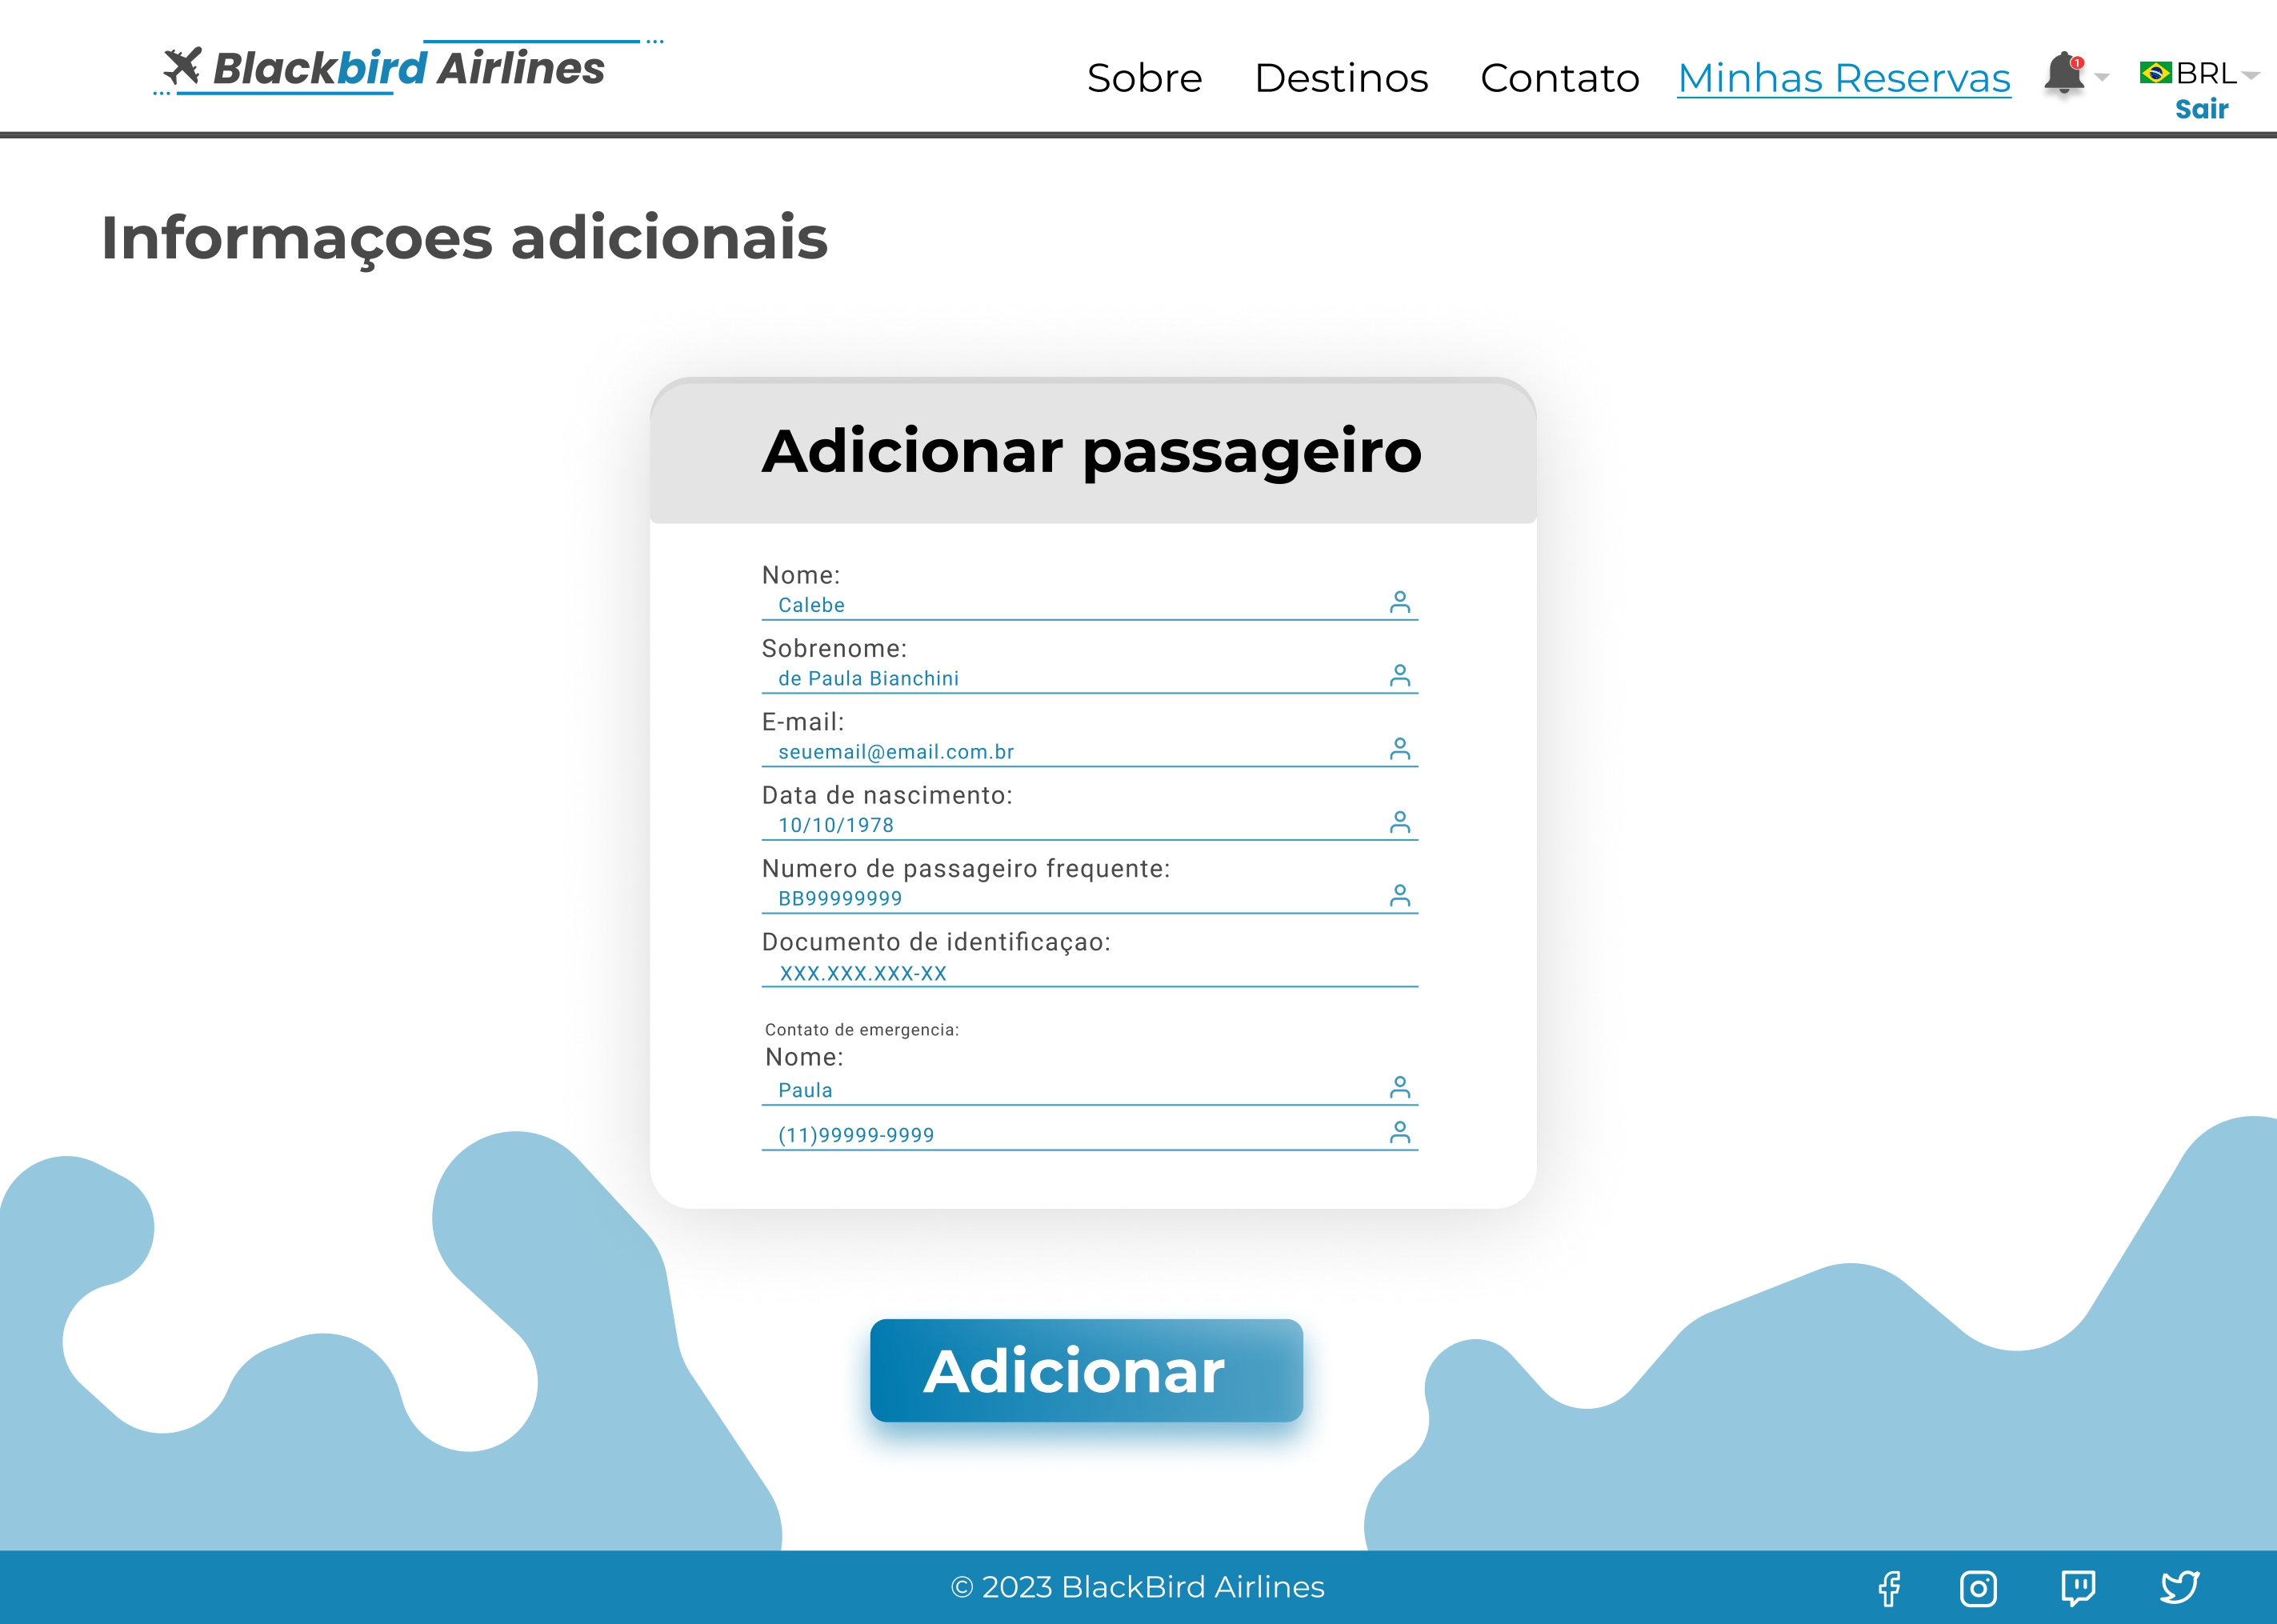 Blackbird Airlines
Sobre Destinos Contato Minhas Reservas 1 BRL
Sair
Informaçoes adicionais
Adicionar passageiro
Nome:
Calebe
Sobrenome:
de Paula Bianchini
E-mail:
seuemail@email.com.br
Data de nascimento:
10/10/1978
Numero de passageiro frequente:
BB99999999
Documento de identificaçao:
XXX.XXX.XXX-XX
Contato de emergencia:
Nome:
Paula
(11)99999-9999
Adicionar
© 2023 BlackBird Airlines